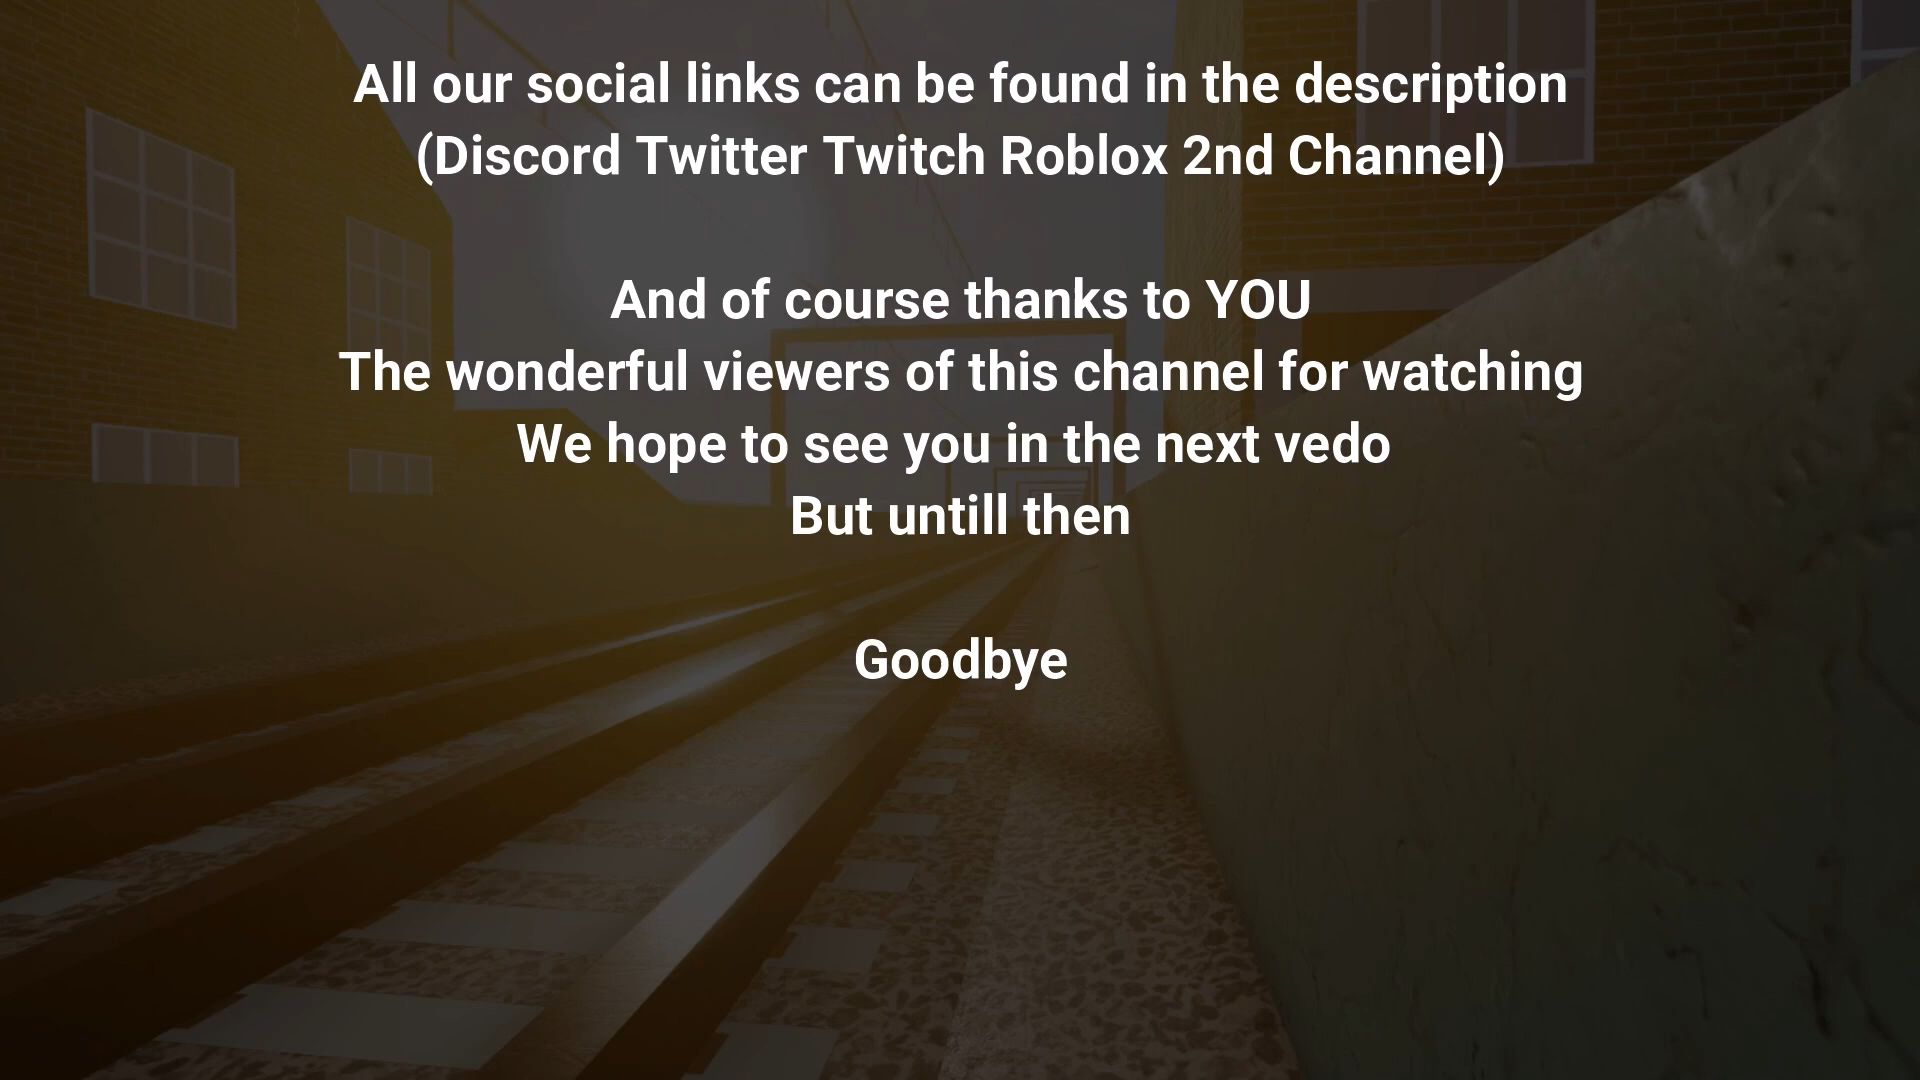 All our social links can be found in the description
(Discord Twitter Twitch Roblox 2nd Channel)
And of course thanks to YOU
The wonderful viewers of this channel for watching
We hope to see you in the next vedo
But untill then
Goodbye